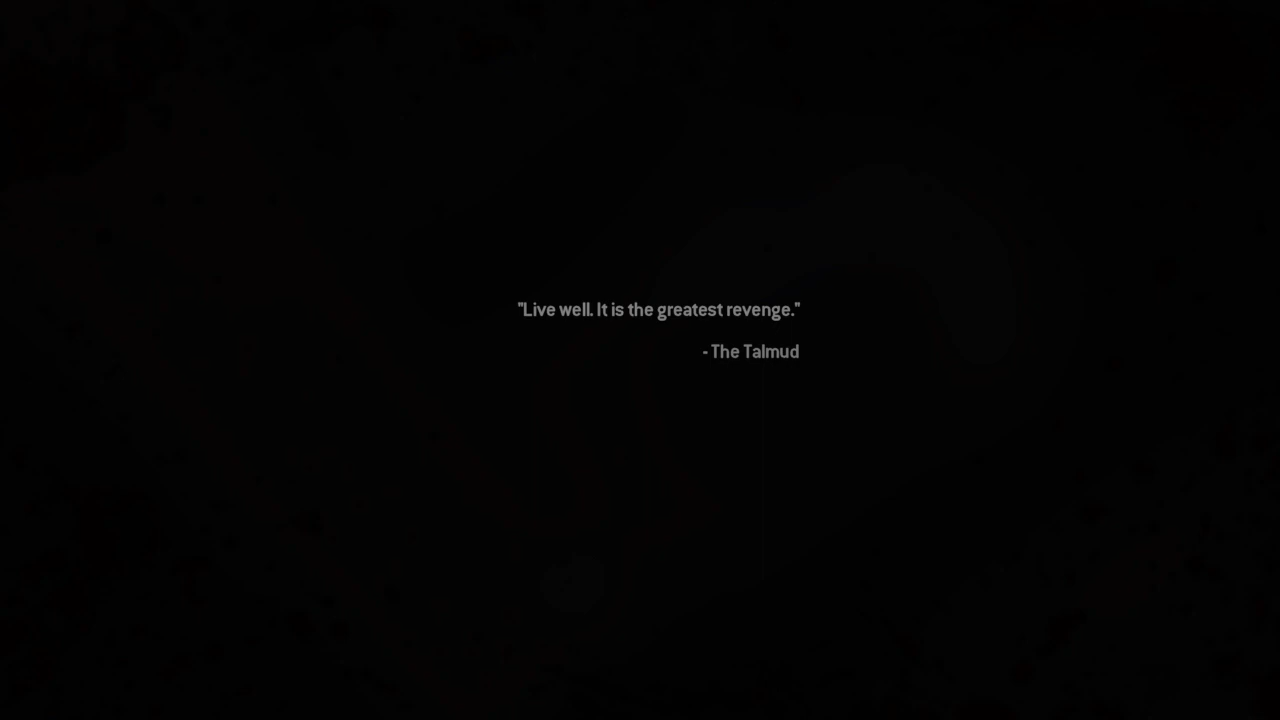 "Live well. It is the greatest revenge."
- The Talmud